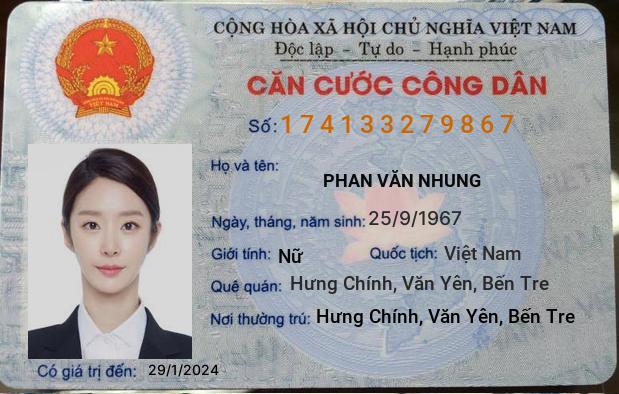 CỘNG HÒA XÃ HỘI CHỦ NGHĨA VIỆT NAM
Độc lập - Tự do - Hạnh phúc
CĂN CƯỚC CÔNG DÂN
Số: 174133279867
Họ và tên:
PHAN VĂN NHUNG
Ngày, tháng, năm sinh: 25/9/1967
Giới tính: Nữ Quốc tịch: Việt Nam
Quê quán: Hưng Chính, Văn Yên, Bến Tre
Nơi thường trú: Hưng Chính, Văn Yên, Bến Tre
Có giá trị đến: 29/1/2024
VIỆT NAM